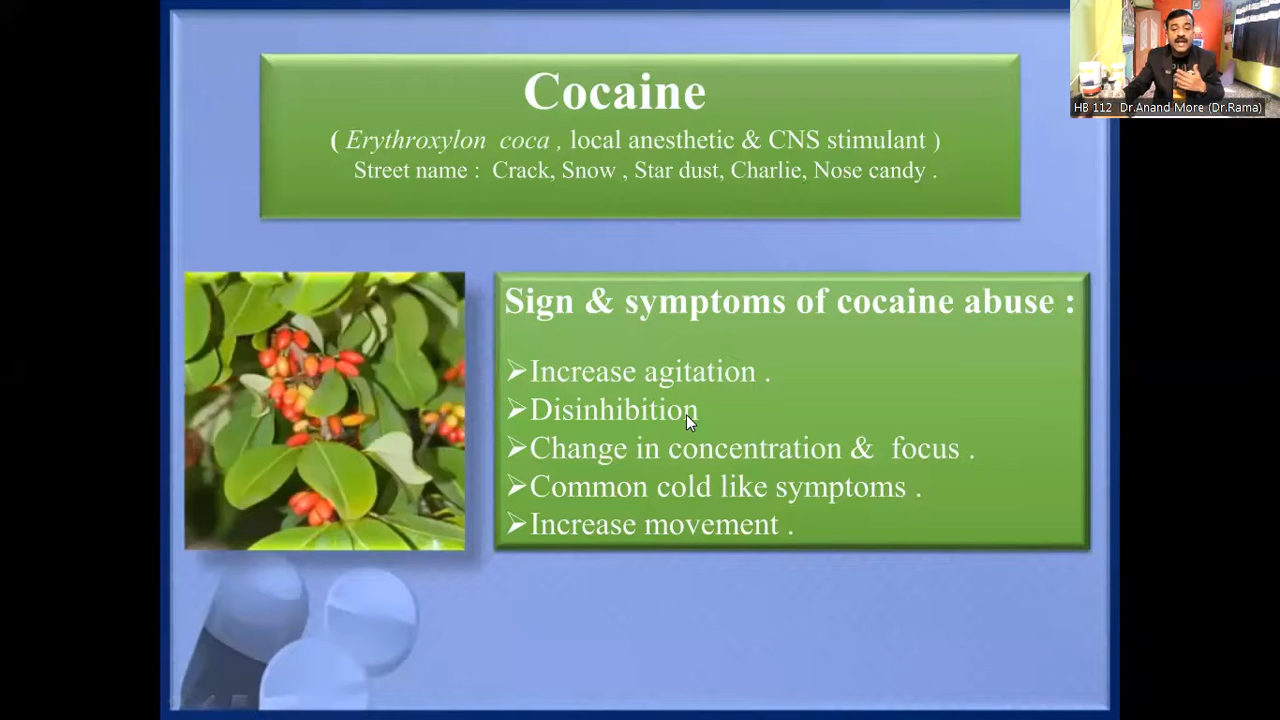 Cocaine
( Erythroxylon coca , local anesthetic & CNS stimulant )
Street name : Crack, Snow , Star dust, Charlie, Nose candy .
Sign & symptoms of cocaine abuse :
➢Increase agitation .
➢Disinhibition
➢Change in concentration & focus .
➢Common cold like symptoms .
➢Increase movement .
HB 112 Dr.Anand More (Dr.Rama)